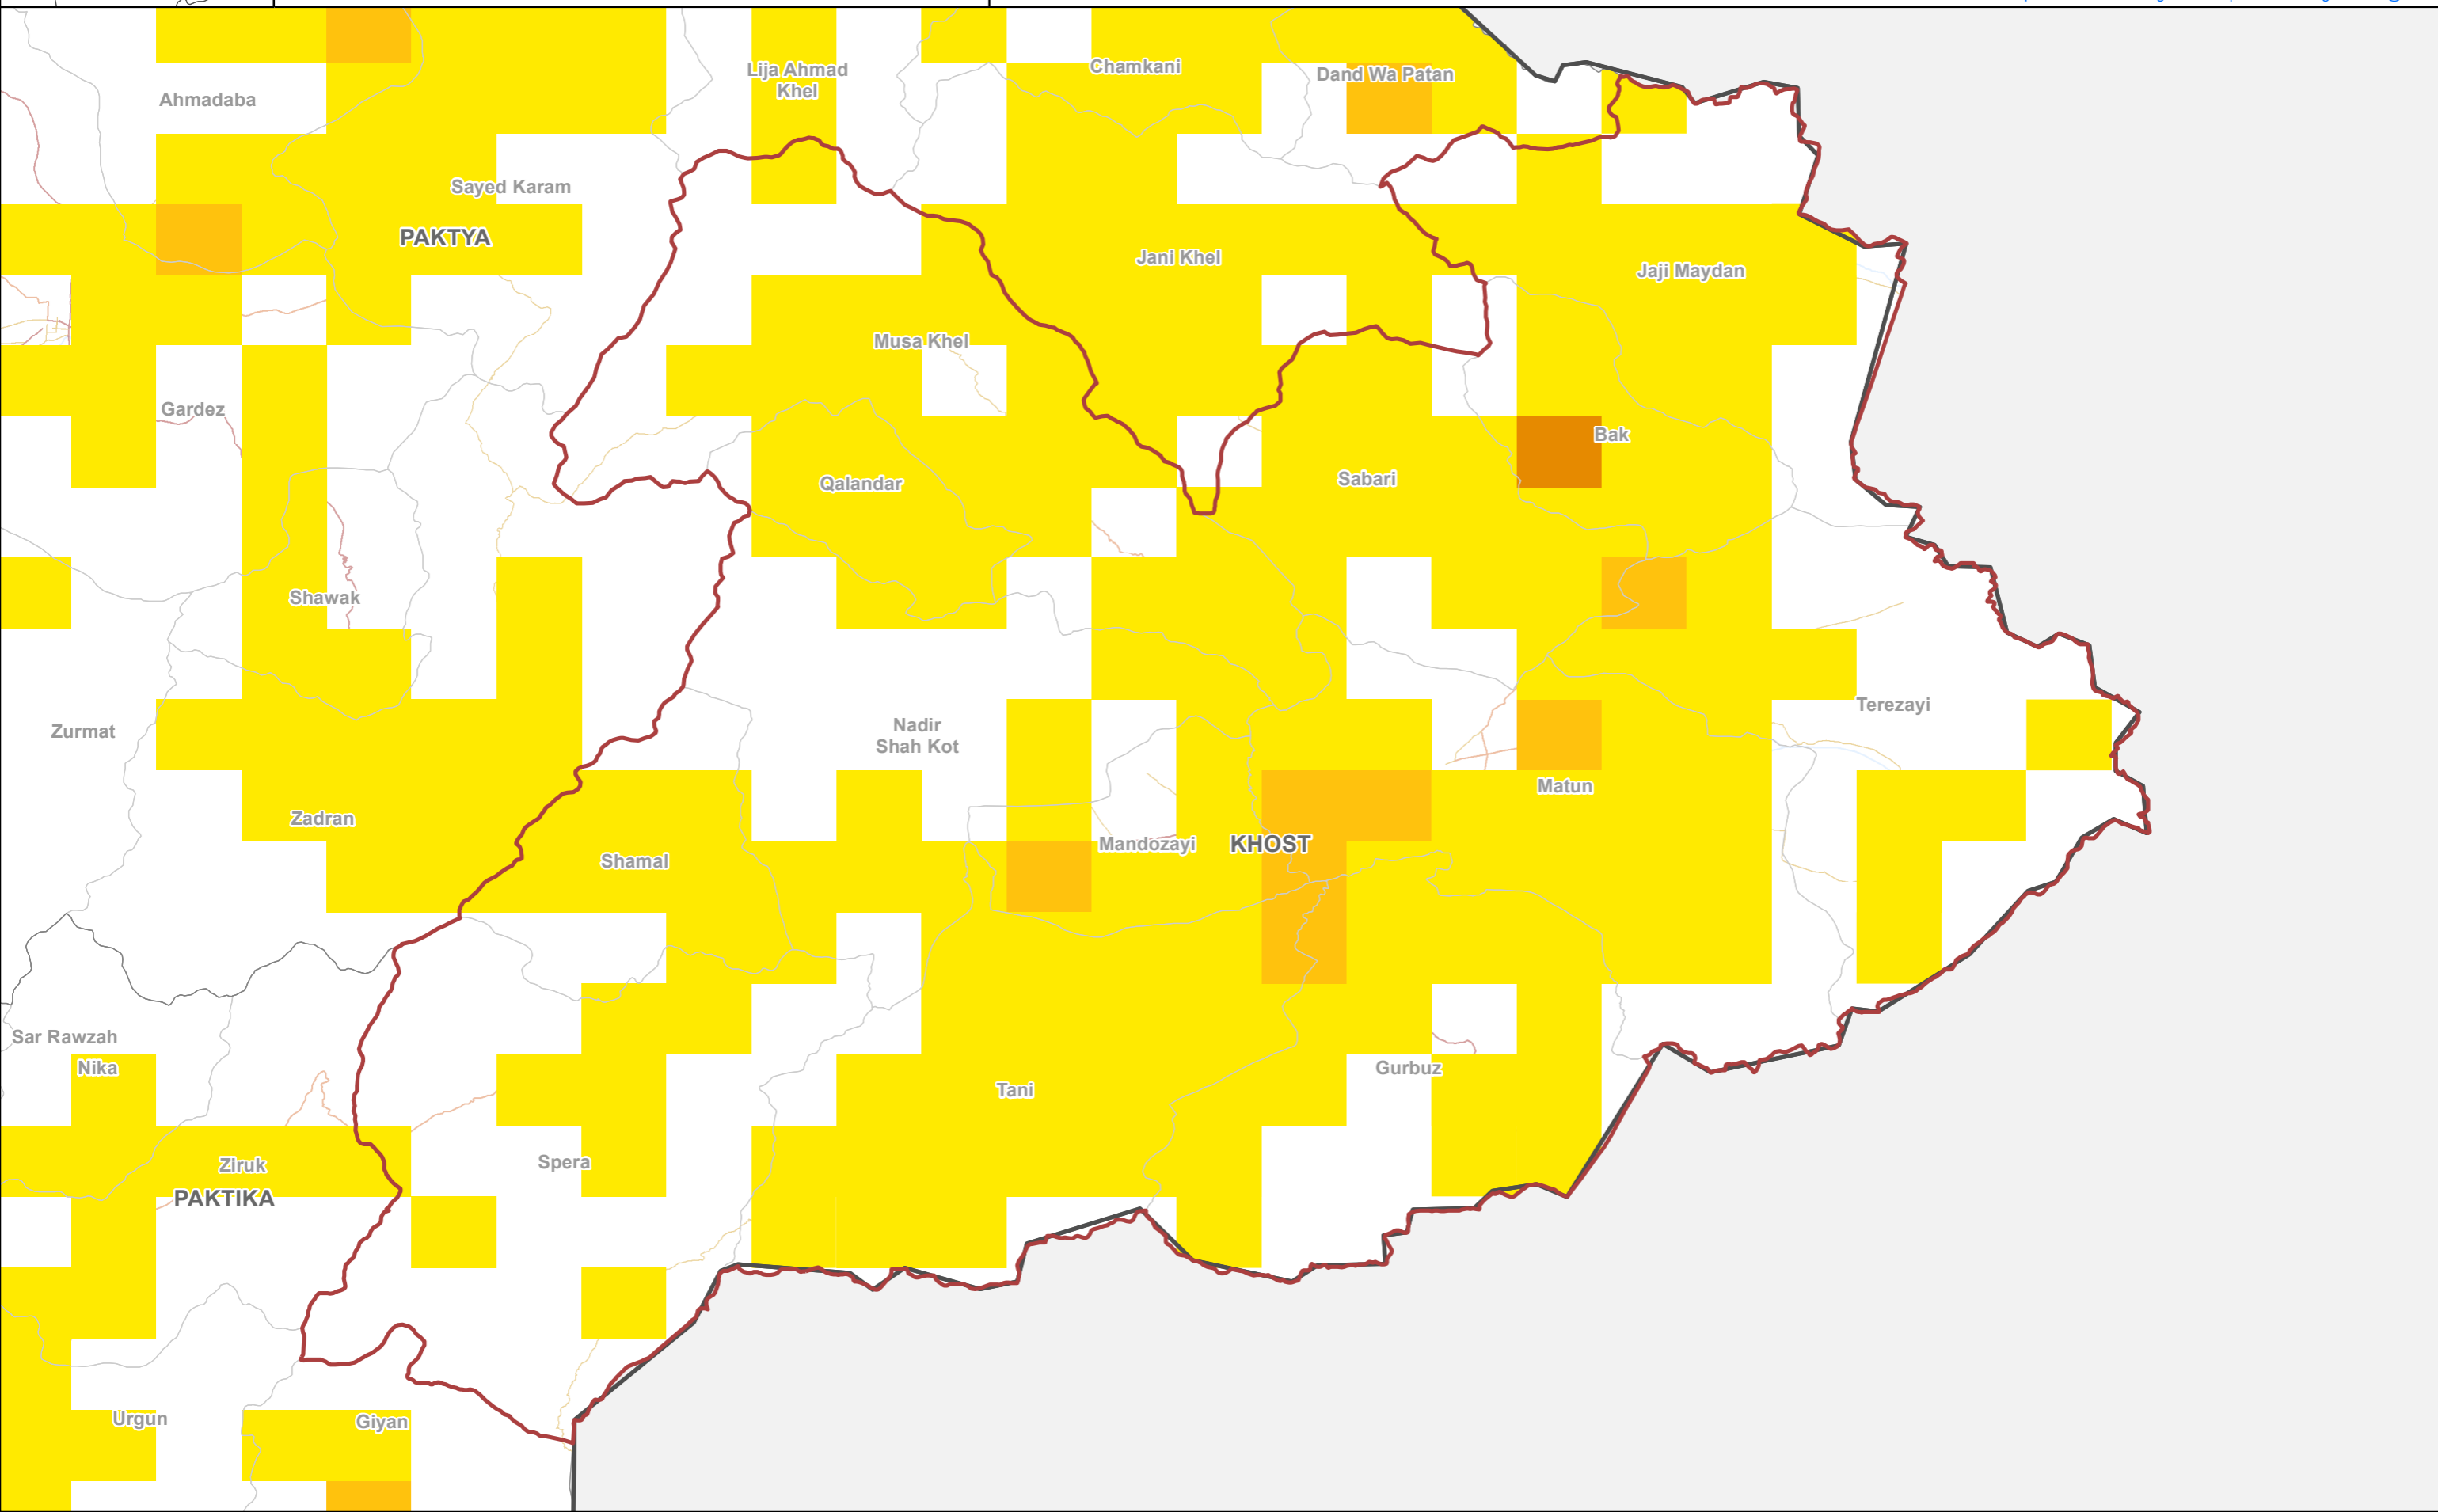 Lija Ahmad
Khel
Chamkani
Dand Wa Patan
Ahmadaba
Sayed Karam
PAKTYA
Jani Khel
Jaji Maydan
Musa Khel
Gardez
Bak
Qalandar
Sabari
Shawak
Zurmat
Nadir
Shah Kot
Terezayi
Matun
Zadran
Shamal
Mandozayi
KHOST
Sar Rawzah
Nika
Tani
Gurbuz
Ziruk
Spera
PAKTIKA
Urgun
Giyan